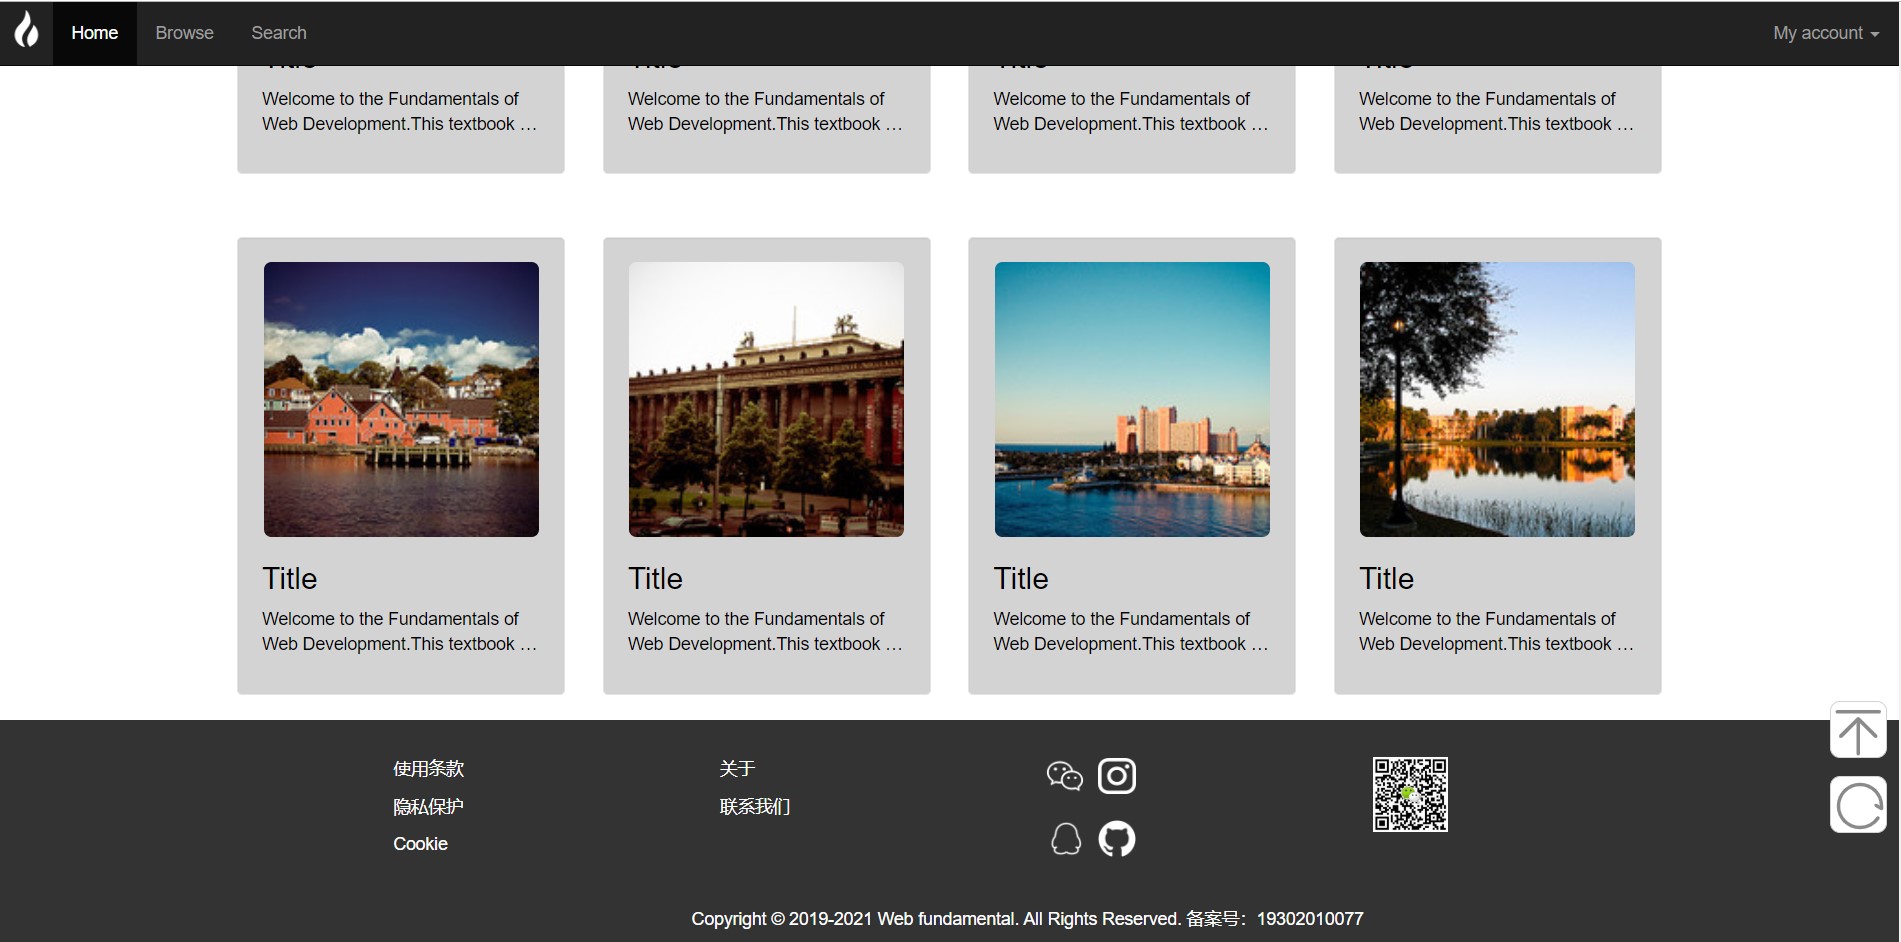 Home Browse Search My account
Title Title Title Title
Welcome to the Fundamentals of
Web Development.This textbook …
Welcome to the Fundamentals of
Web Development.This textbook …
Welcome to the Fundamentals of
Web Development.This textbook …
Welcome to the Fundamentals of
Web Development.This textbook …
Title
Welcome to the Fundamentals of
Web Development.This textbook …
Title
Welcome to the Fundamentals of
Web Development.This textbook …
Title
Welcome to the Fundamentals of
Web Development.This textbook …
Title
Welcome to the Fundamentals of
Web Development.This textbook …
使用条款
隐私保护
Cookie
关于
联系我们
Copyright © 2019-2021 Web fundamental. All Rights Reserved. 备案号：19302010077